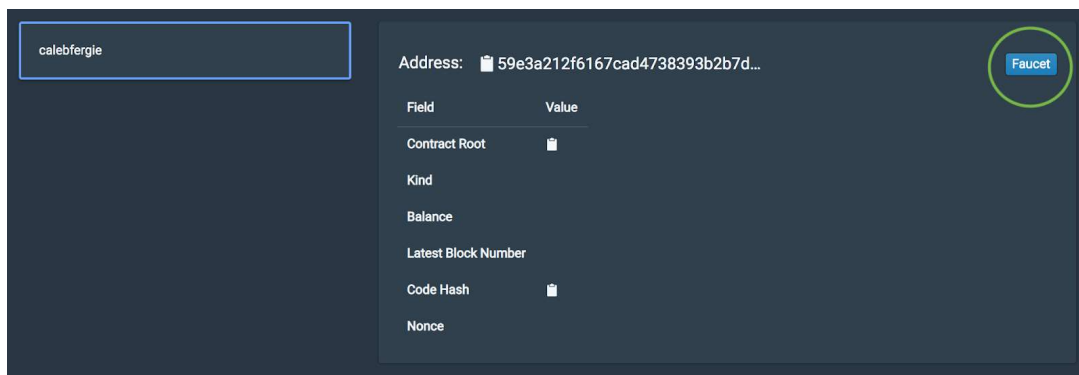 calebfergie
Address: 59e3a212f6167cad4738393b2b7d...
Faucet
Field Value
Contract Root
Kind
Balance
Latest Block Number
Code Hash
Nonce